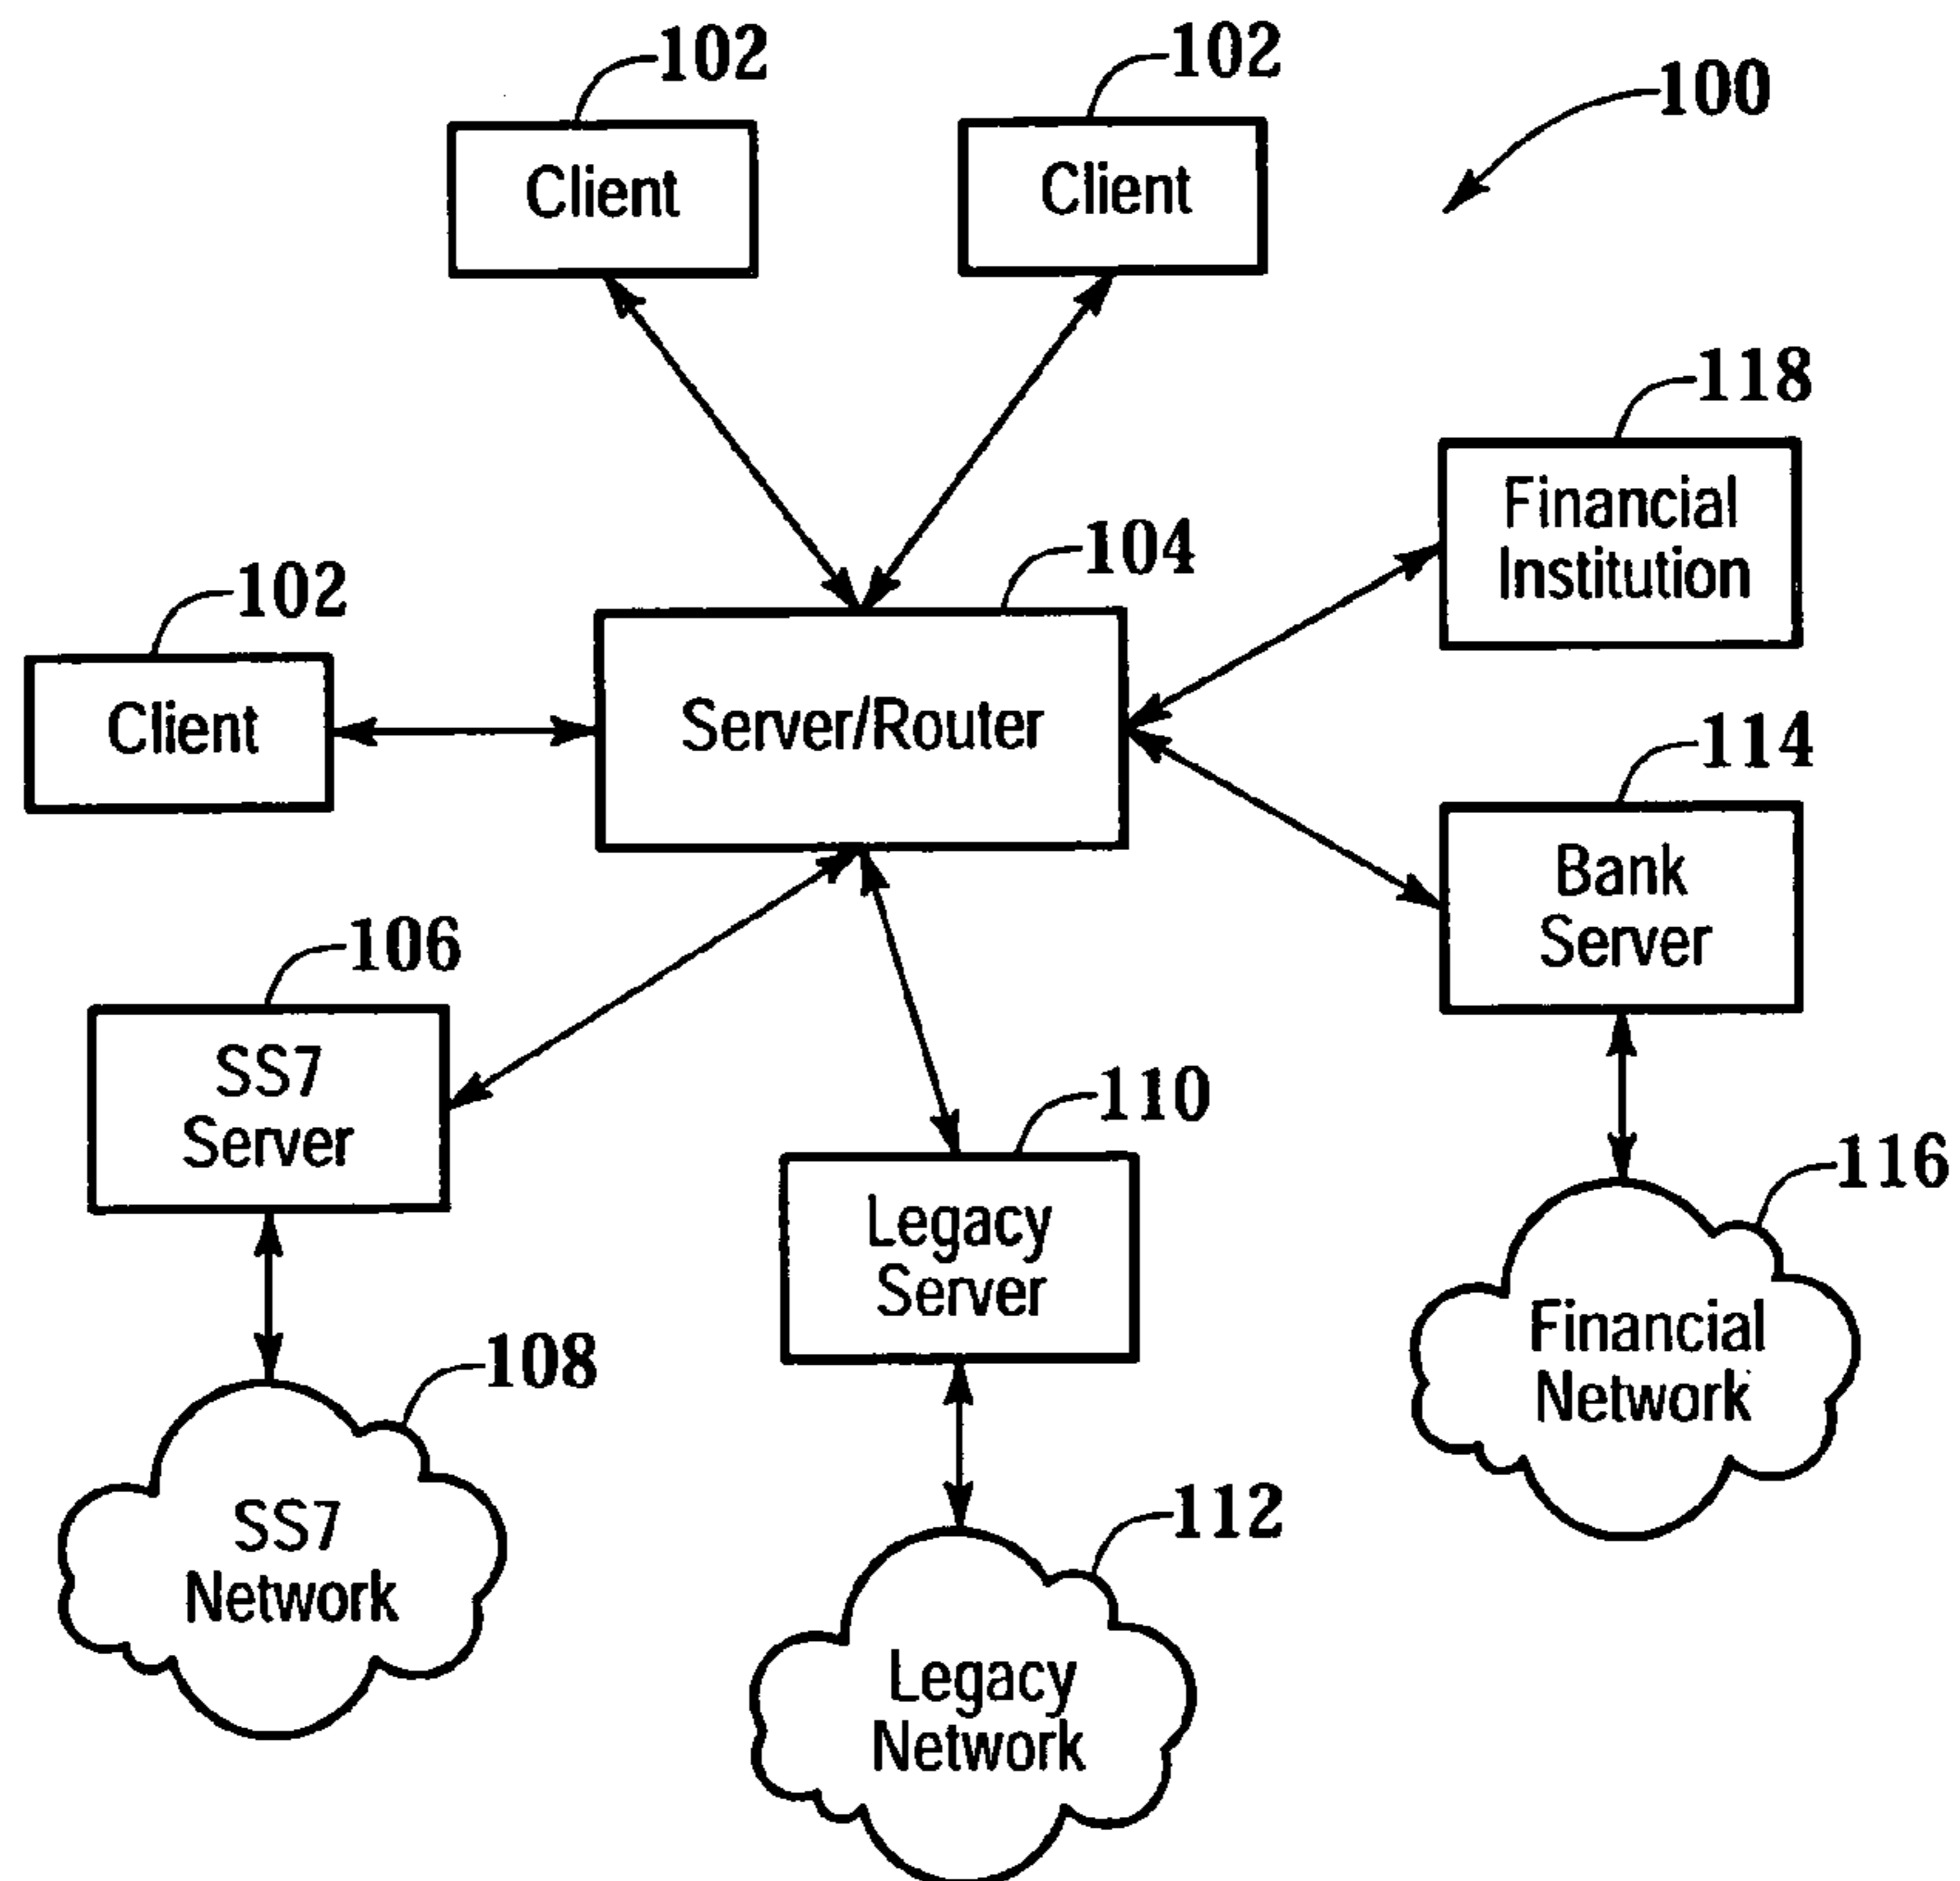 102
102
100
Client
Client
118
Financial
Institution
104
102
Server/Router
Client
114
Bank
Server
106
SS7
Server
110
Legacy
Server
116
Financial
Network
108
SS7
Network
112
Legacy
Network